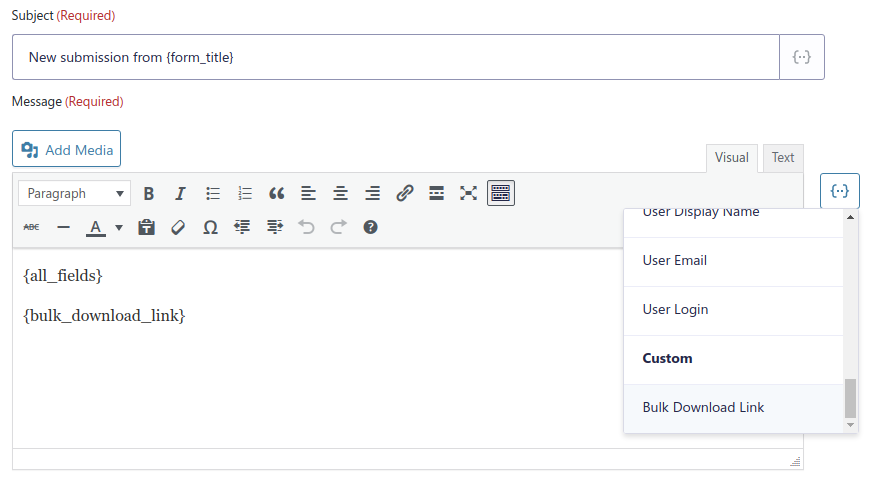 Subject (Required)
New submission from {form_title}
{··}
Message (Required)
Add Media
Visual
Text
Paragraph
B
I
{··}
ABC
A
T
Ω
?
User Display Name
User Email
User Login
Custom
Bulk Download Link
{all_fields}
{bulk_download_link}